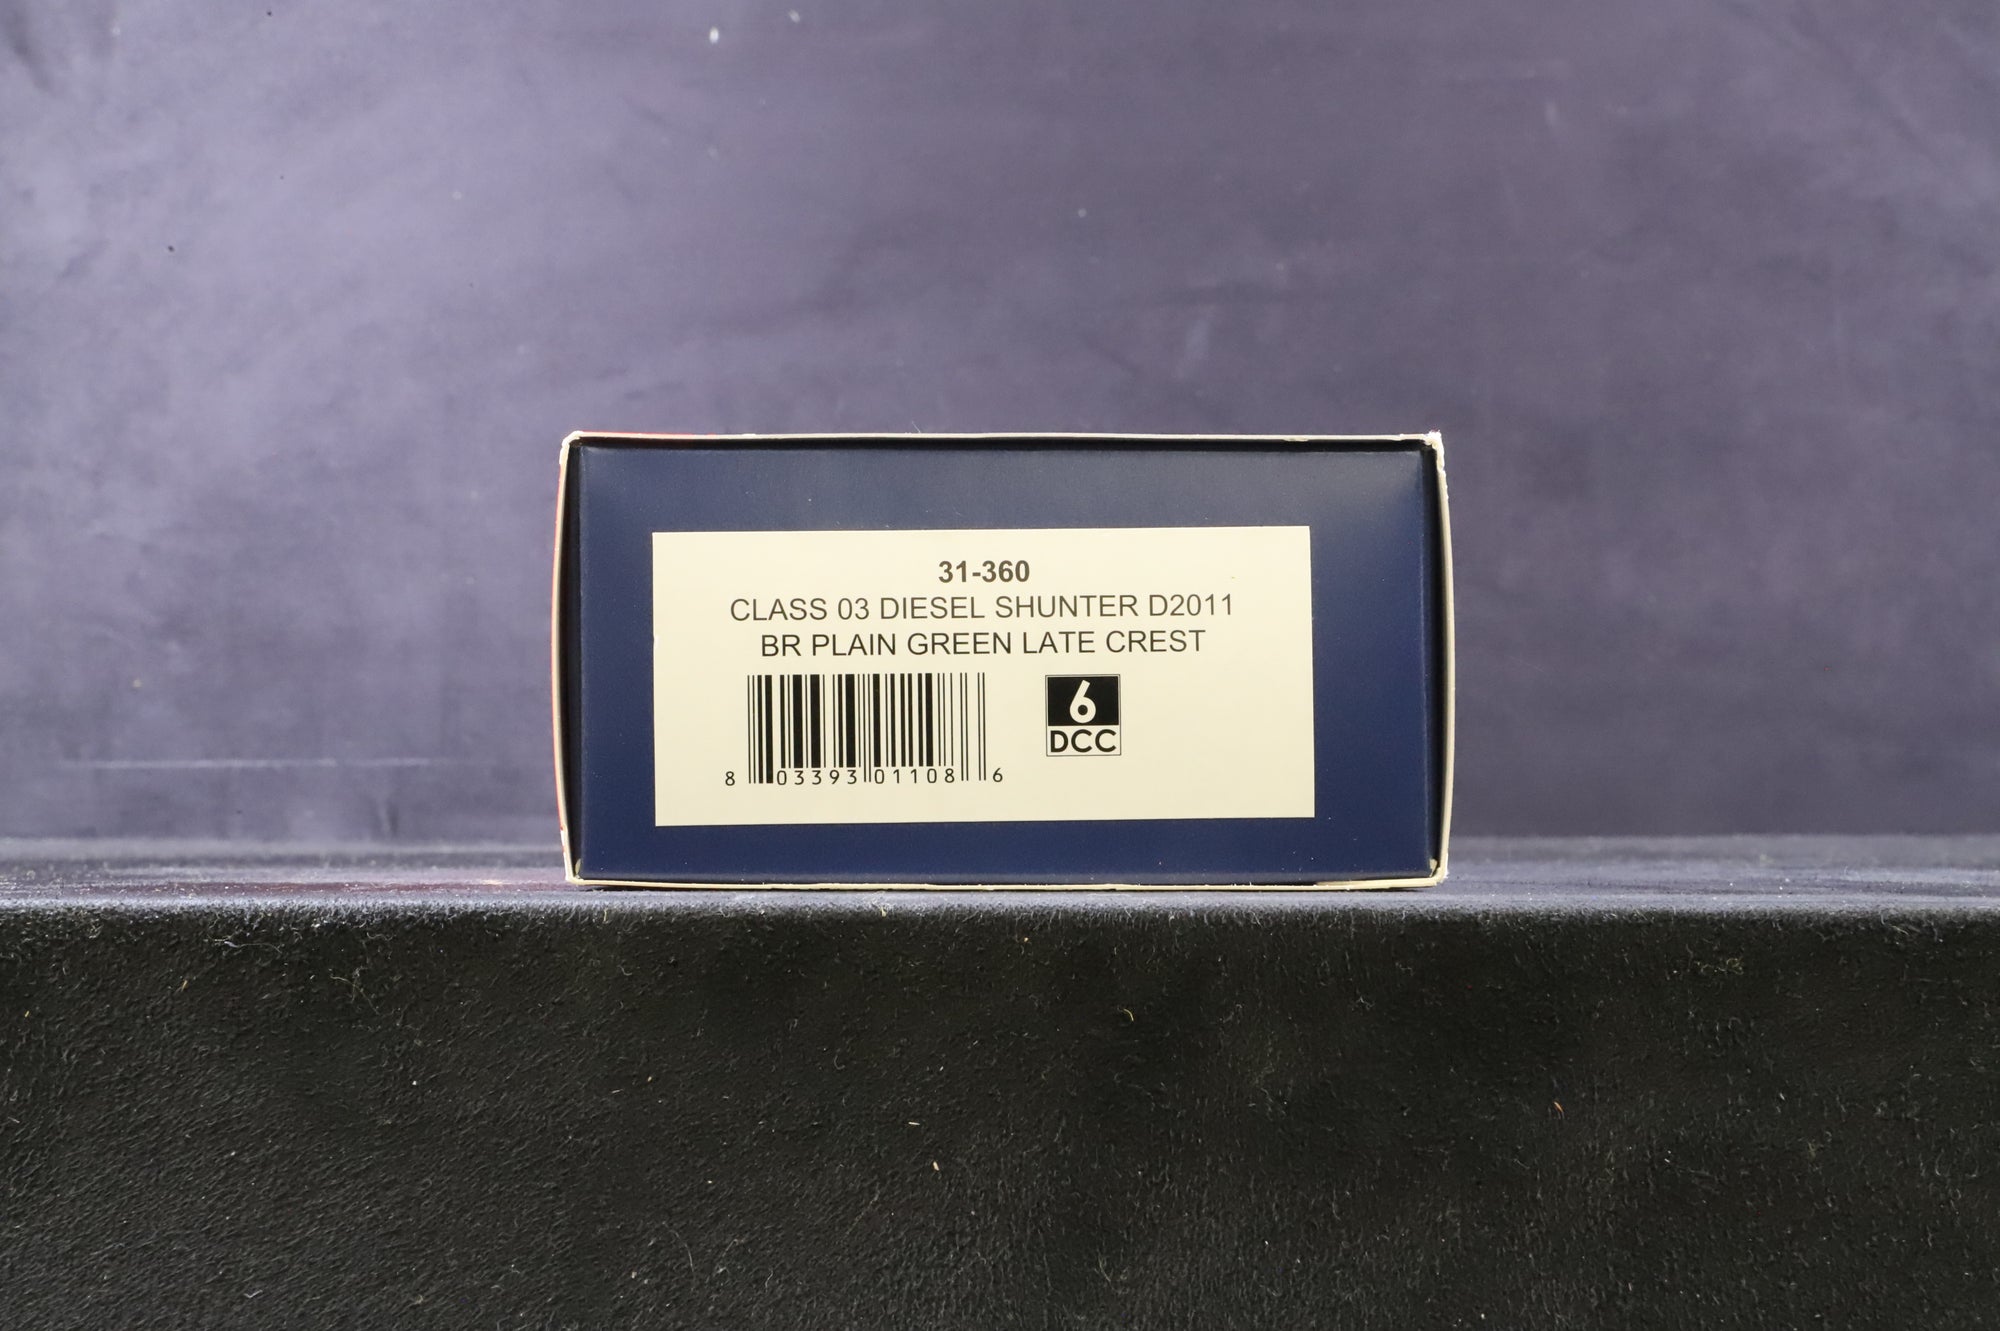 31-360
CLASS 03 DIESEL SHUNTER D2011
BR PLAIN GREEN LATE CREST
6
DCC
8 03393 01108 6